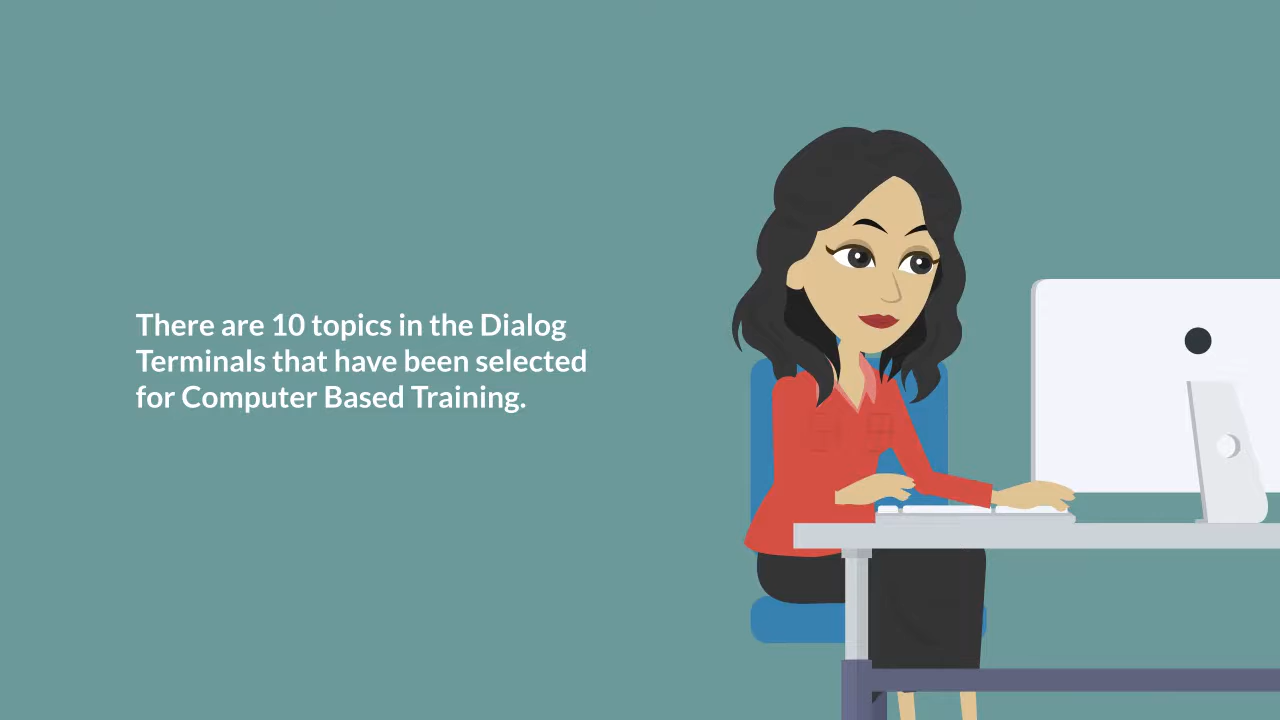 There are 10 topics in the Dialog
Terminals that have been selected
for Computer Based Training.